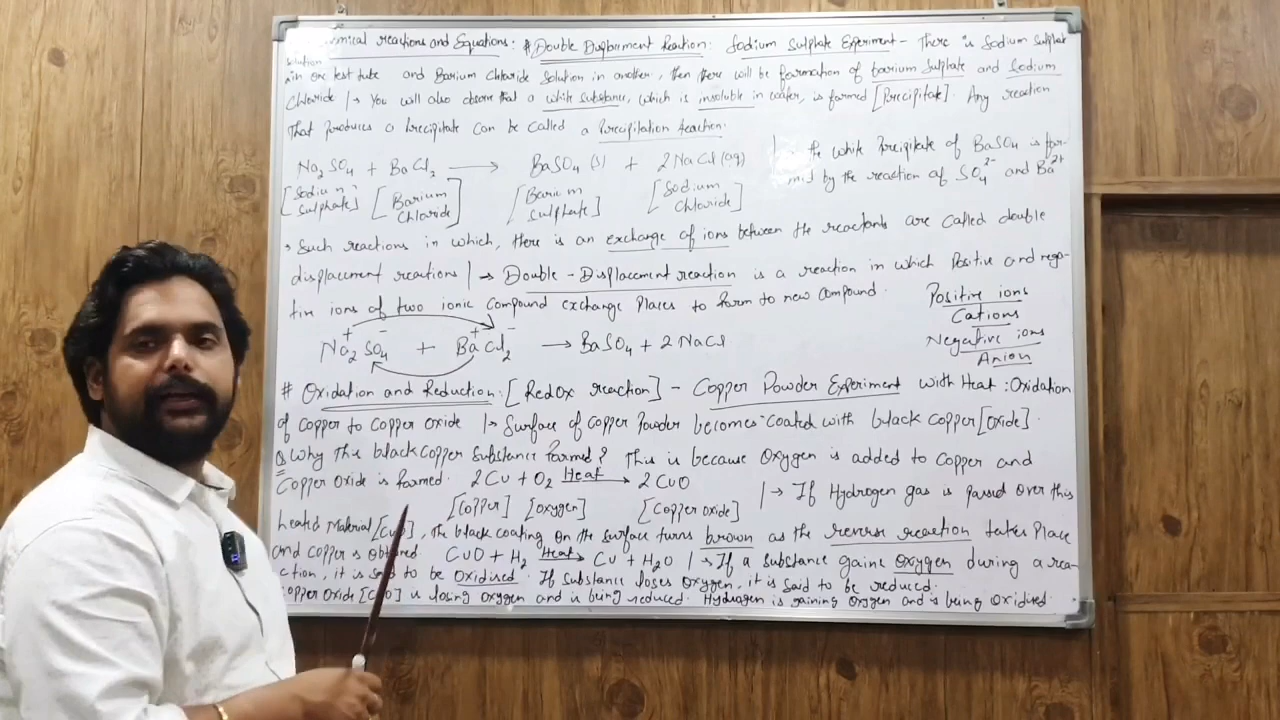 emical reactions and Equations: # Double Displacement Reaction: Sodium Sulphate Experiment - There is Sodium Sulphate
solution
in one test tube and Barium Chloride Solution in another, then there will be formation of barium Sulphate and Sodium
Chloride |→ You will also observe that a white substance, which is insoluble in water, is formed [Precipitate]. Any reaction
that produces a Precipitate can be called a Precipitation reaction.
Na2SO4 + BaCl2 → BaSO4 (s) + 2NaCl (aq)
[Sodium Sulphate] [Barium Chloride] [Barium Sulphate] [Sodium Chloride]
the white Precipitate of BaSO4 is for-
med by the reaction of SO4 2- and Ba 2+
Such reactions in which, there is an exchange of ions between the reactants are called double
displacement reactions |→ Double-Displacement reaction is a reaction in which Positive and nega-
tive ions of two ionic Compound exchange Places to form to new Compound.
Na2+ SO4- + Ba+ Cl2- → BaSO4 + 2NaCl
Positive ions
Cations
Negative ions
Anion
# Oxidation and Reduction: [Redox reaction] - Copper Powder Experiment with Heat: Oxidation
of Copper to Copper oxide |→ Surface of Copper Powder becomes coated with black copper [oxide].
Q Why this black copper Substance formed? This is because Oxygen is added to Copper and
Copper Oxide is formed. 2Cu + O2 Heat→ 2CuO |→ If Hydrogen gas is passed over this
[Copper] [Oxygen] [Copper oxide]
heated Material [CuO], the black coating on the surface turns brown as the reverse reaction takes Place
and Copper is obtained. CuO + H2 Heat→ Cu + H2O |→ If a substance gains Oxygen during a rea-
ction, it is said to be Oxidised. If Substance loses Oxygen, it is said to be reduced.
opper Oxide [CuO] is losing Oxygen and is being reduced. Hydrogen is gaining Oxygen and is being Oxidised.